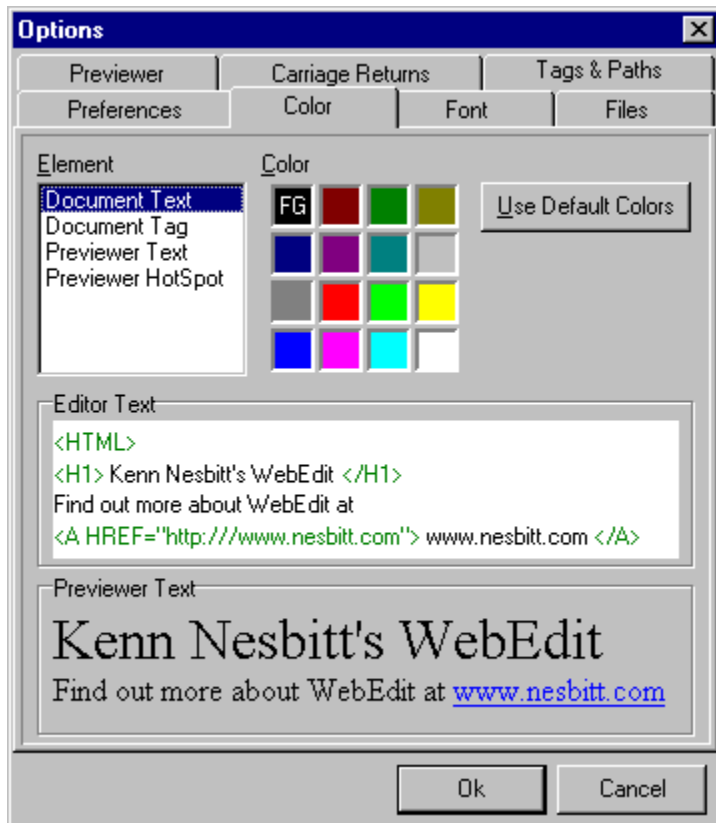 Options
Previewer
Carriage Returns
Tags & Paths
Preferences
Color
Font
Files
Element
Color
Document Text
Document Tag
Previewer Text
Previewer HotSpot
FG
Use Default Colors
Editor Text
<HTML>
<H1> Kenn Nesbitt's WebEdit </H1>
Find out more about WebEdit at
<A HREF="http:///www.nesbitt.com"> www.nesbitt.com </A>
Previewer Text
Kenn Nesbitt's WebEdit
Find out more about WebEdit at www.nesbitt.com
Ok
Cancel